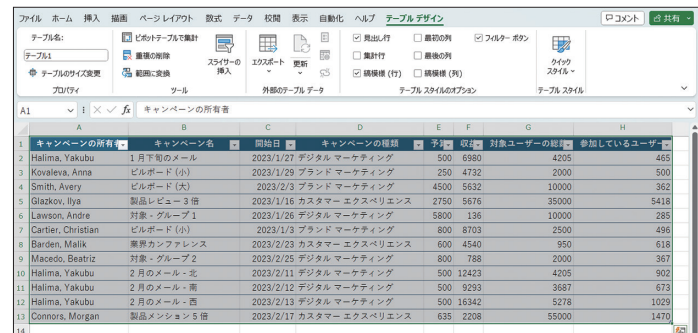 ファイル ホーム 挿入 描画 ページ レイアウト 数式 データ 校閲 表示 自動化 ヘルプ テーブル デザイン コメント 共有
テーブル名:
テーブル1
テーブルのサイズ変更
プロパティ
ピボットテーブルで集計
重複の削除
範囲に変換
ツール
スライサーの
挿入
エクスポート 更新
外部のテーブル データ
見出し行 最初の列 フィルター ボタン
集計行 最後の列
縞模様 (行) 縞模様 (列)
テーブル スタイルのオプション
クイック
スタイル
テーブル スタイル
A1 fx キャンペーンの所有者
A B C D E F G H
1 キャンペーンの所有者 キャンペーン名 開始日 キャンペーンの種類 予算 収益 対象ユーザーの総数 参加しているユーザー
2 Halima, Yakubu 1 月下旬のメール 2023/1/27 デジタル マーケティング 500 6980 4205 465
3 Kovaleva, Anna ビルボード (小) 2023/1/29 ブランド マーケティング 250 4732 2000 500
4 Smith, Avery ビルボード (大) 2023/2/3 ブランド マーケティング 4500 5632 10000 362
5 Glazkov, Ilya 製品レビュー 3 倍 2023/1/16 カスタマー エクスペリエンス 2750 5676 35000 5418
6 Lawson, Andre 対象 - グループ 1 2023/1/26 デジタル マーケティング 5800 136 10000 285
7 Cartier, Christian ビルボード (小) 2023/1/3 ブランド マーケティング 800 8703 2500 496
8 Barden, Malik 業界カンファレンス 2023/2/23 カスタマー エクスペリエンス 600 4540 950 618
9 Macedo, Beatriz 対象 - グループ 2 2023/2/25 デジタル マーケティング 800 788 2000 367
10 Halima, Yakubu 2 月のメール - 北 2023/2/11 デジタル マーケティング 500 12423 4205 902
11 Halima, Yakubu 2 月のメール - 南 2023/2/12 デジタル マーケティング 500 9293 3687 673
12 Halima, Yakubu 2 月のメール - 西 2023/2/13 デジタル マーケティング 500 16342 5278 1029
13 Connors, Morgan 製品メンション 5 倍 2023/2/17 カスタマー エクスペリエンス 635 2208 55000 1470
14